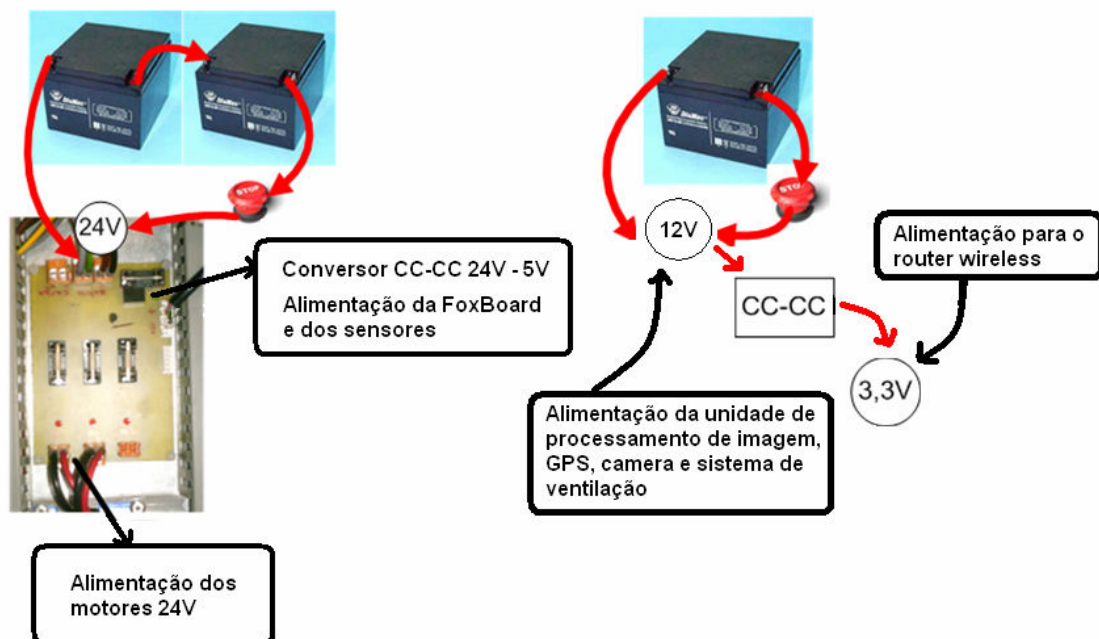 STOP
24V
Conversor CC-CC 24V - 5V
Alimentação da FoxBoard
e dos sensores
Alimentação dos
motores 24V
12V
CC-CC
3,3V
Alimentação para o
router wireless
Alimentação da unidade de
processamento de imagem,
GPS, camera e sistema de
ventilação